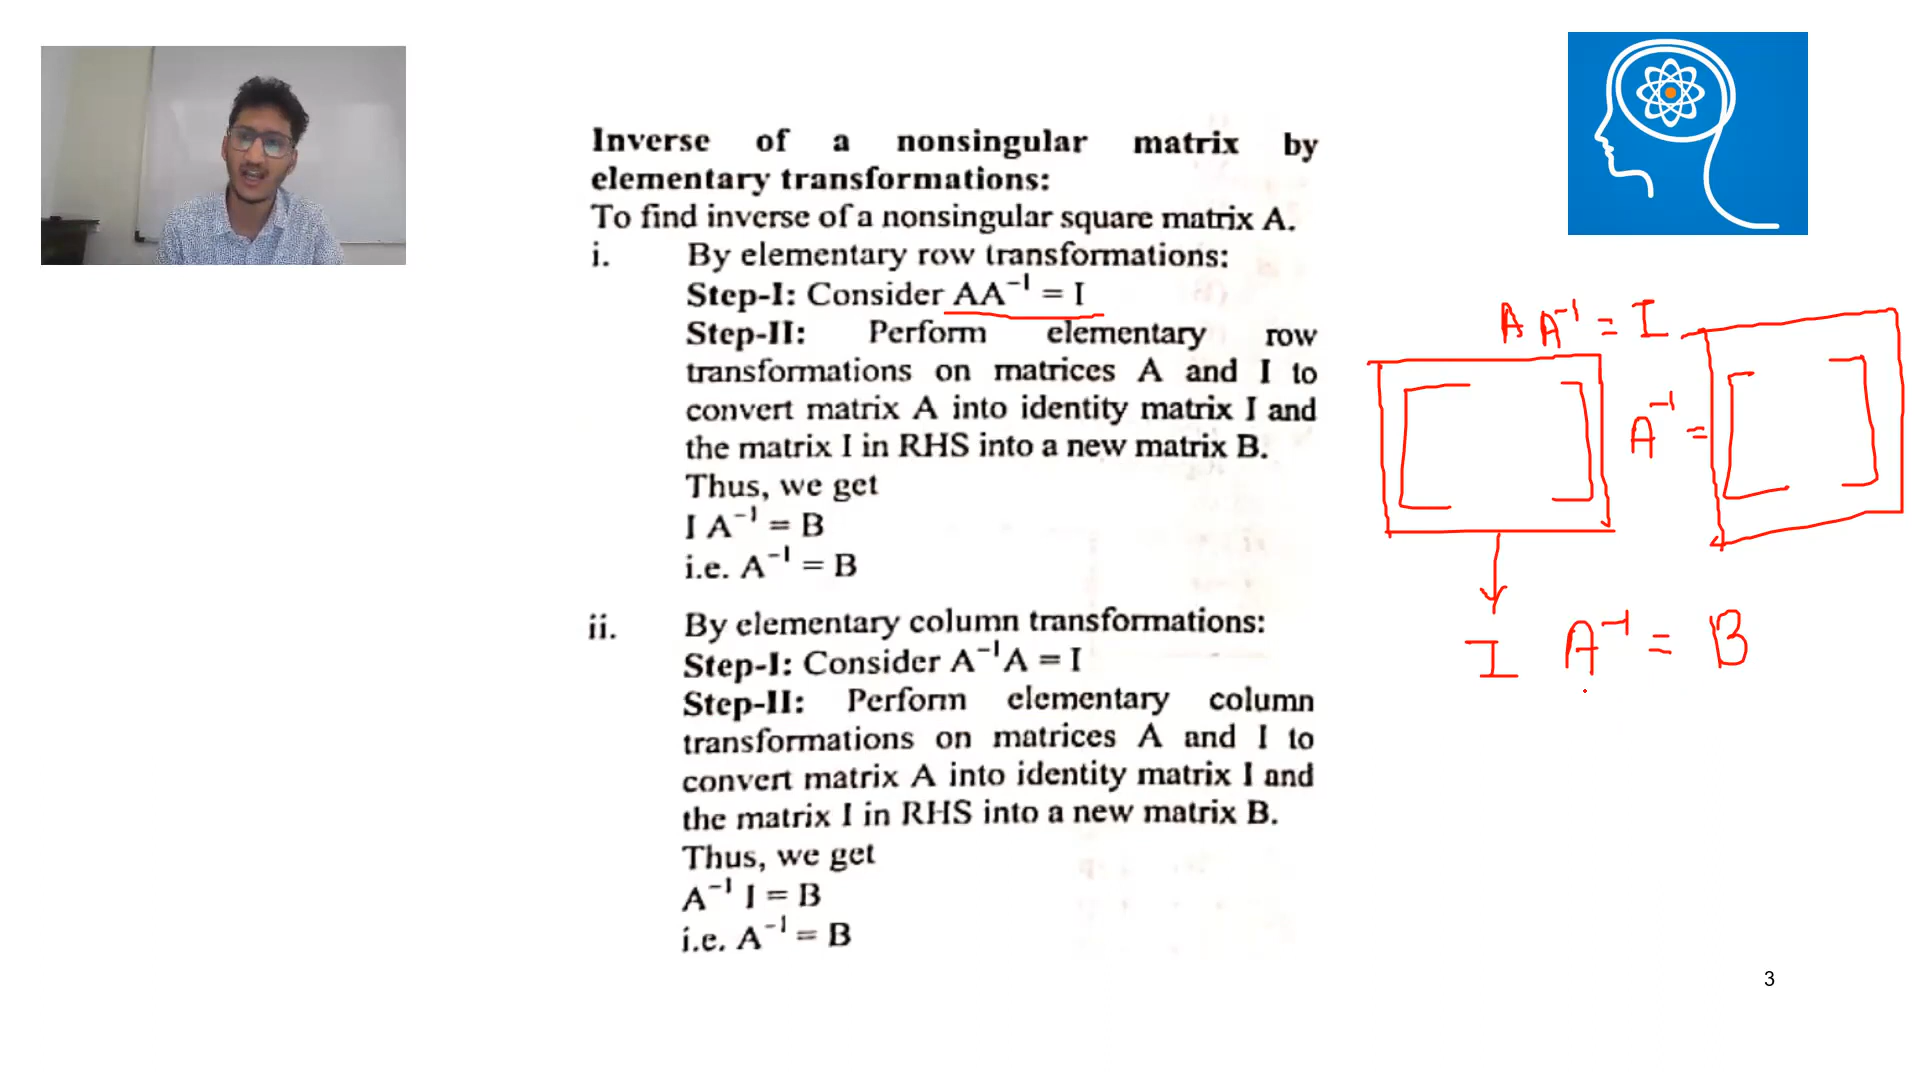 Inverse of a nonsingular matrix by
elementary transformations:
To find inverse of a nonsingular square matrix A.
i. By elementary row transformations:
Step-I: Consider AA⁻¹ = I
Step-II: Perform elementary row
transformations on matrices A and I to
convert matrix A into identity matrix I and
the matrix I in RHS into a new matrix B.
Thus, we get
I A⁻¹ = B
i.e. A⁻¹ = B
ii. By elementary column transformations:
Step-I: Consider A⁻¹A = I
Step-II: Perform elementary column
transformations on matrices A and I to
convert matrix A into identity matrix I and
the matrix I in RHS into a new matrix B.
Thus, we get
A⁻¹ I = B
i.e. A⁻¹ = B
A A⁻¹ = I
[ ] A⁻¹ = [ ]
I A⁻¹ = B
3